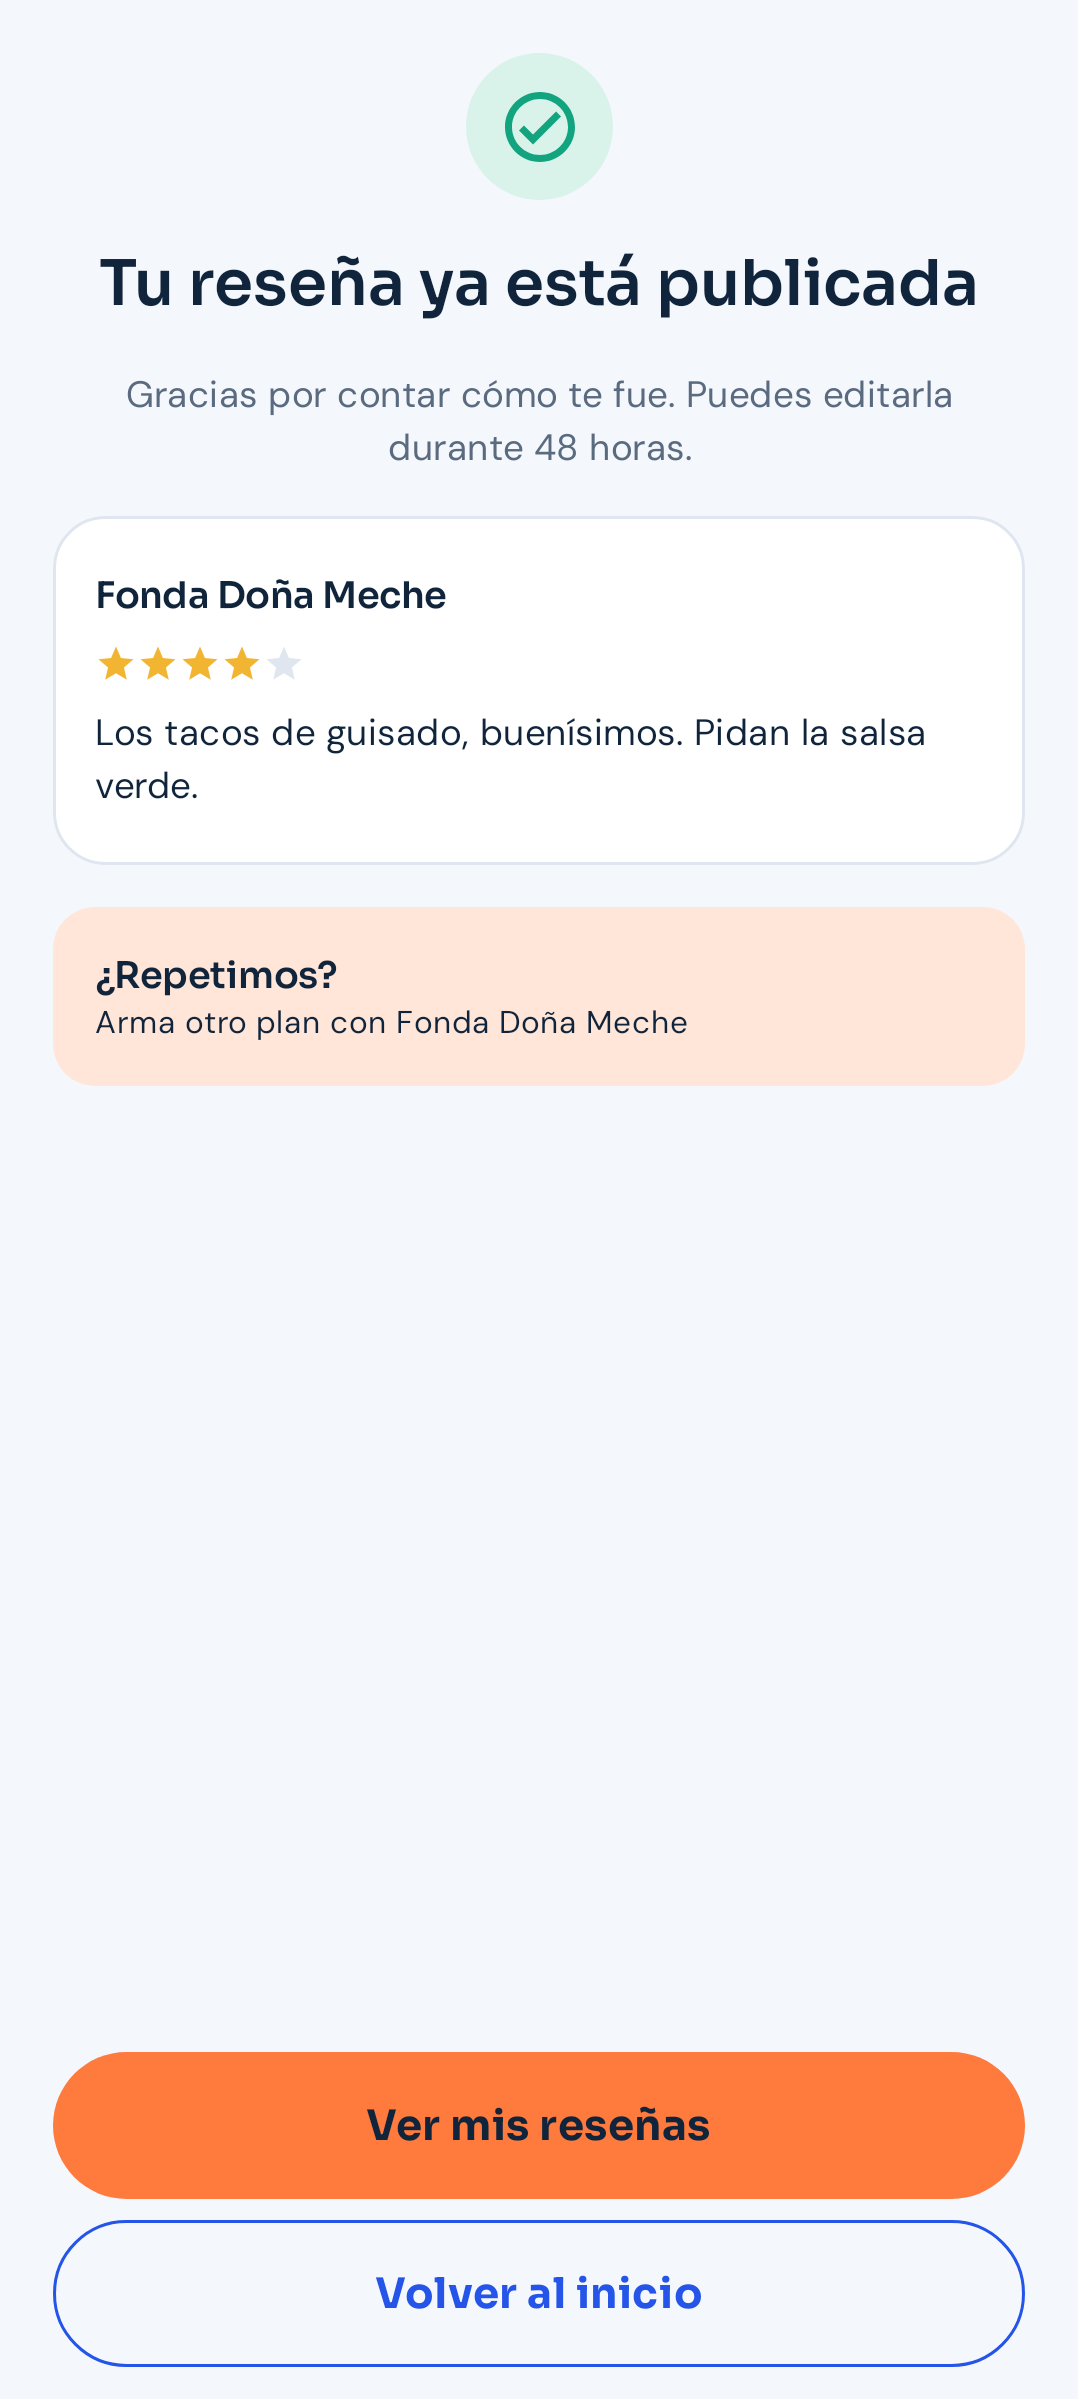 Tu reseña ya está publicada
Gracias por contar cómo te fue. Puedes editarla
durante 48 horas.
Fonda Doña Meche
Los tacos de guisado, buenísimos. Pidan la salsa
verde.
¿Repetimos?
Arma otro plan con Fonda Doña Meche
Ver mis reseñas
Volver al inicio